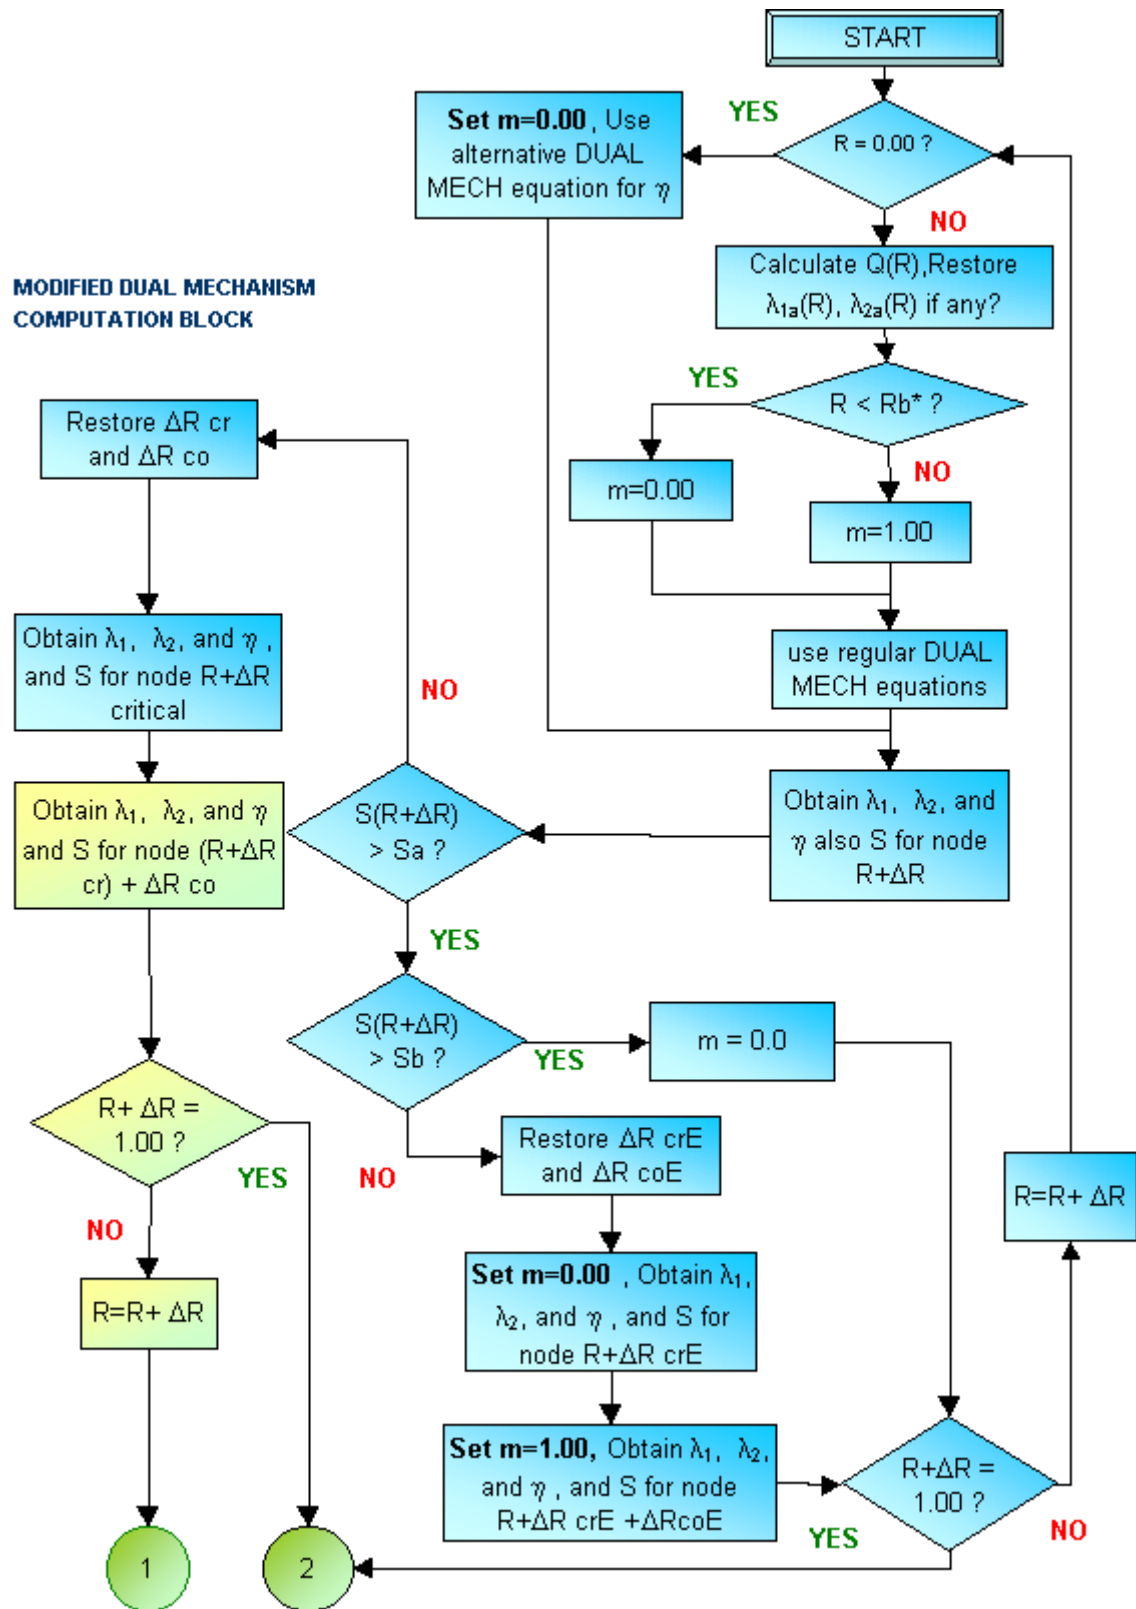 START
YES
R = 0.00 ?
Set m=0.00 , Use
alternative DUAL
MECH equation for η
NO
Calculate Q(R),Restore
λ1a(R), λ2a(R) if any?
MODIFIED DUAL MECHANISM
COMPUTATION BLOCK
YES
R < Rb* ?
NO
m=0.00
m=1.00
use regular DUAL
MECH equations
Restore ΔR cr
and ΔR co
Obtain λ1, λ2, and η ,
and S for node R+ΔR
critical
NO
Obtain λ1, λ2, and η
and S for node (R+ΔR
cr) + ΔR co
S(R+ΔR)
> Sa ?
Obtain λ1, λ2, and
η also S for node
R+ΔR
YES
S(R+ΔR)
> Sb ?
YES
m = 0.0
R+ ΔR =
1.00 ?
YES
NO
NO
Restore ΔR crE
and ΔR coE
R=R+ ΔR
R=R+ ΔR
Set m=0.00 , Obtain λ1,
λ2, and η , and S for
node R+ΔR crE
Set m=1.00, Obtain λ1, λ2,
and η , and S for node
R+ΔR crE +ΔRcoE
R+ΔR =
1.00 ?
YES
NO
1
2